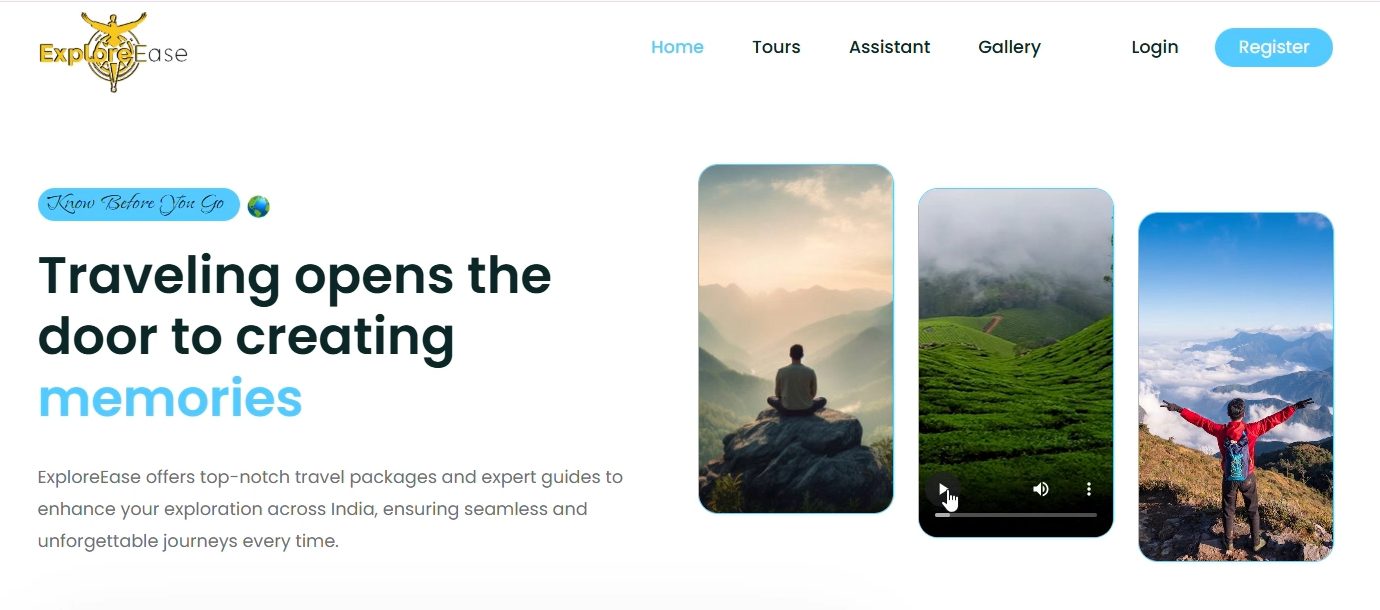 ExploreEase
Home Tours Assistant Gallery Login Register
Know Before You Go
Traveling opens the
door to creating
memories
ExploreEase offers top-notch travel packages and expert guides to
enhance your exploration across India, ensuring seamless and
unforgettable journeys every time.